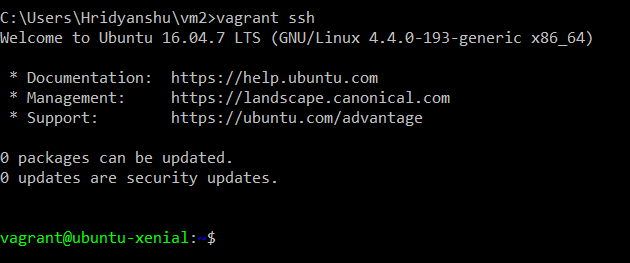 C:\Users\Hridyanshu\vm2>vagrant ssh
Welcome to Ubuntu 16.04.7 LTS (GNU/Linux 4.4.0-193-generic x86_64)
* Documentation:  https://help.ubuntu.com
* Management:     https://landscape.canonical.com
* Support:        https://ubuntu.com/advantage
0 packages can be updated.
0 updates are security updates.
vagrant@ubuntu-xenial:~$